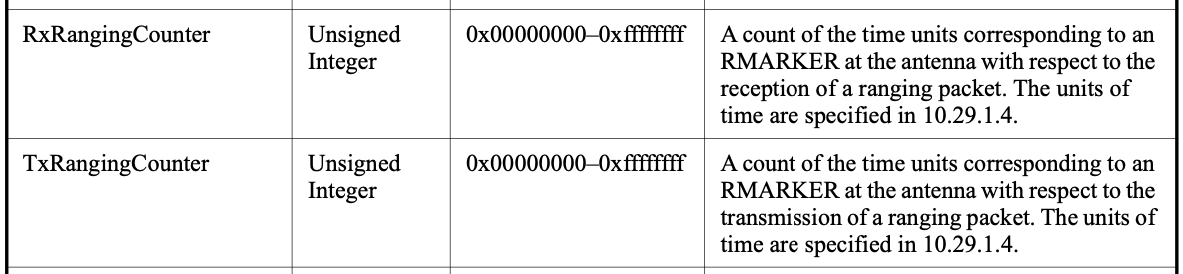 RxRangingCounter
Unsigned
Integer
0x00000000–0xffffffff
A count of the time units corresponding to an
RMARKER at the antenna with respect to the
reception of a ranging packet. The units of
time are specified in 10.29.1.4.
TxRangingCounter
Unsigned
Integer
0x00000000–0xffffffff
A count of the time units corresponding to an
RMARKER at the antenna with respect to the
transmission of a ranging packet. The units of
time are specified in 10.29.1.4.